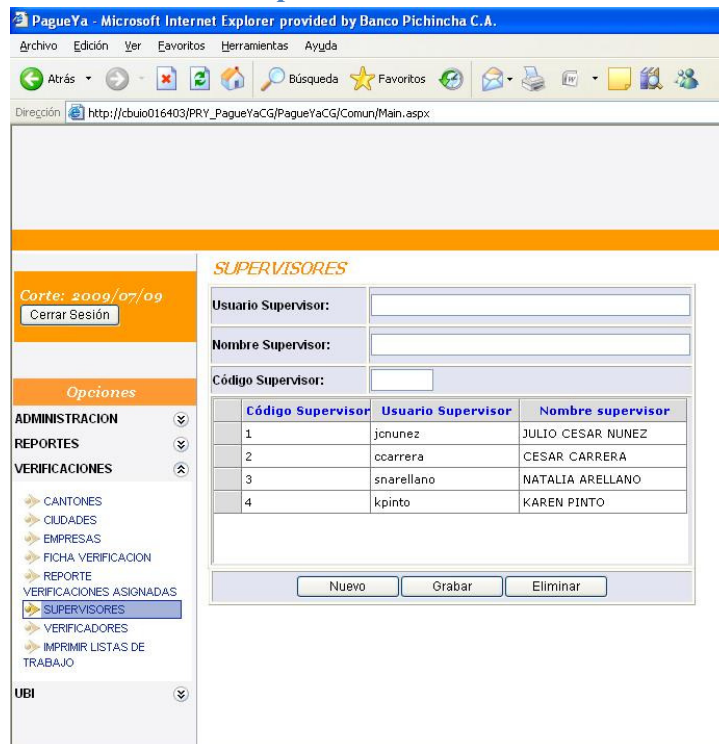 PagueYa - Microsoft Internet Explorer provided by Banco Pichincha C.A.
Archivo Edición Ver Favoritos Herramientas Ayuda
Atrás Búsqueda Favoritos
Dirección http://cbuio016403/PRY_PagueYaCG/PagueYaCG/Comun/Main.aspx
SUPERVISORES
Corte: 2009/07/09
Cerrar Sesión
Usuario Supervisor:
Nombre Supervisor:
Código Supervisor:
Código Supervisor Usuario Supervisor Nombre supervisor
1 jcnunez JULIO CESAR NUNEZ
2 ccarrera CESAR CARRERA
3 snarellano NATALIA ARELLANO
4 kpinto KAREN PINTO
Nuevo Grabar Eliminar
Opciones
ADMINISTRACION
REPORTES
VERIFICACIONES
CANTONES
CIUDADES
EMPRESAS
FICHA VERIFICACION
REPORTE
VERIFICACIONES ASIGNADAS
SUPERVISORES
VERIFICADORES
IMPRIMIR LISTAS DE
TRABAJO
UBI